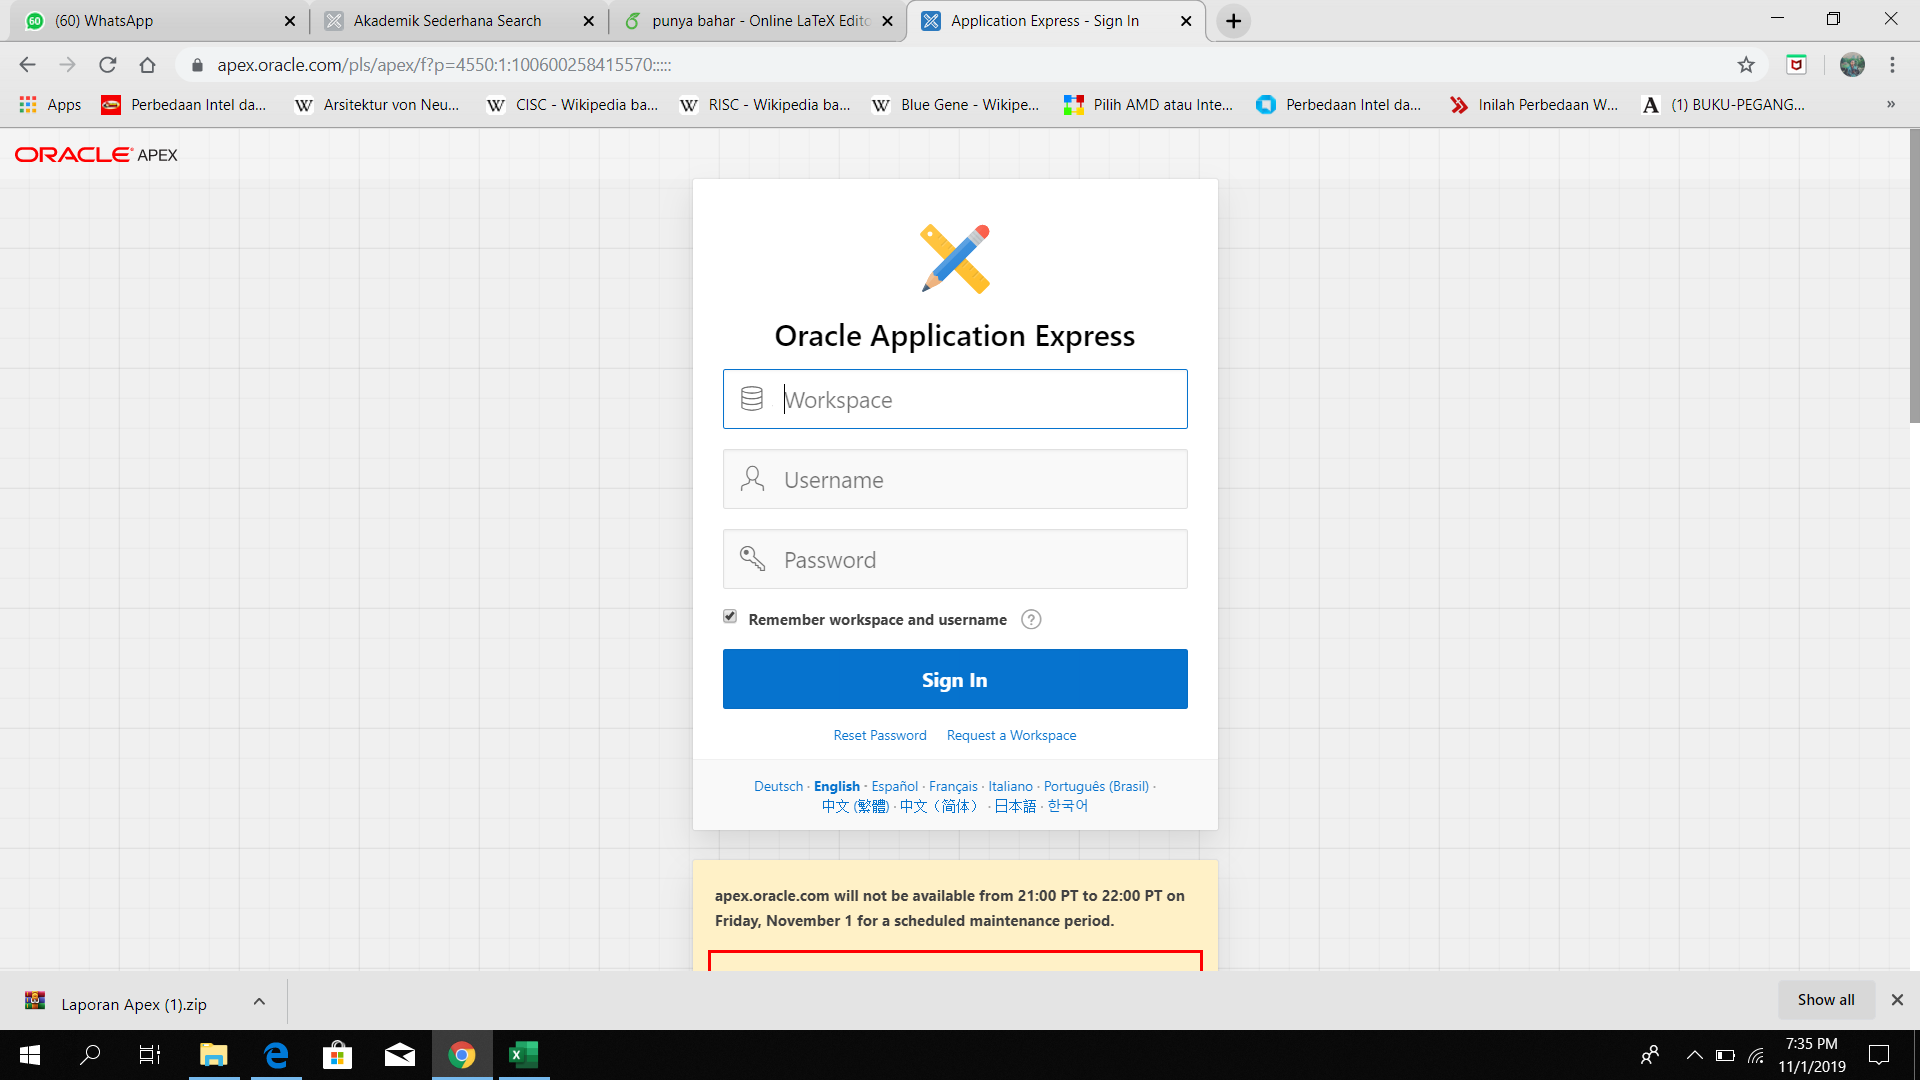 (60) WhatsApp
Akademik Sederhana Search
punya bahar - Online LaTeX Edito
Application Express - Sign In
apex.oracle.com/pls/apex/f?p=4550:1:100600258415570:::::
Apps
Perbedaan Intel da...
Arsitektur von Neu...
CISC - Wikipedia ba...
RISC - Wikipedia ba...
Blue Gene - Wikipe...
Pilih AMD atau Inte...
Perbedaan Intel da...
Inilah Perbedaan W...
(1) BUKU-PEGANG...
»
ORACLE® APEX
Oracle Application Express
Workspace
Username
Password
Remember workspace and username ?
Sign In
Reset Password Request a Workspace
Deutsch · English · Español · Français · Italiano · Português (Brasil) ·
中文 (繁體) · 中文（简体） · 日本語 · 한국어
apex.oracle.com will not be available from 21:00 PT to 22:00 PT on
Friday, November 1 for a scheduled maintenance period.
Laporan Apex (1).zip
Show all
7:35 PM
11/1/2019